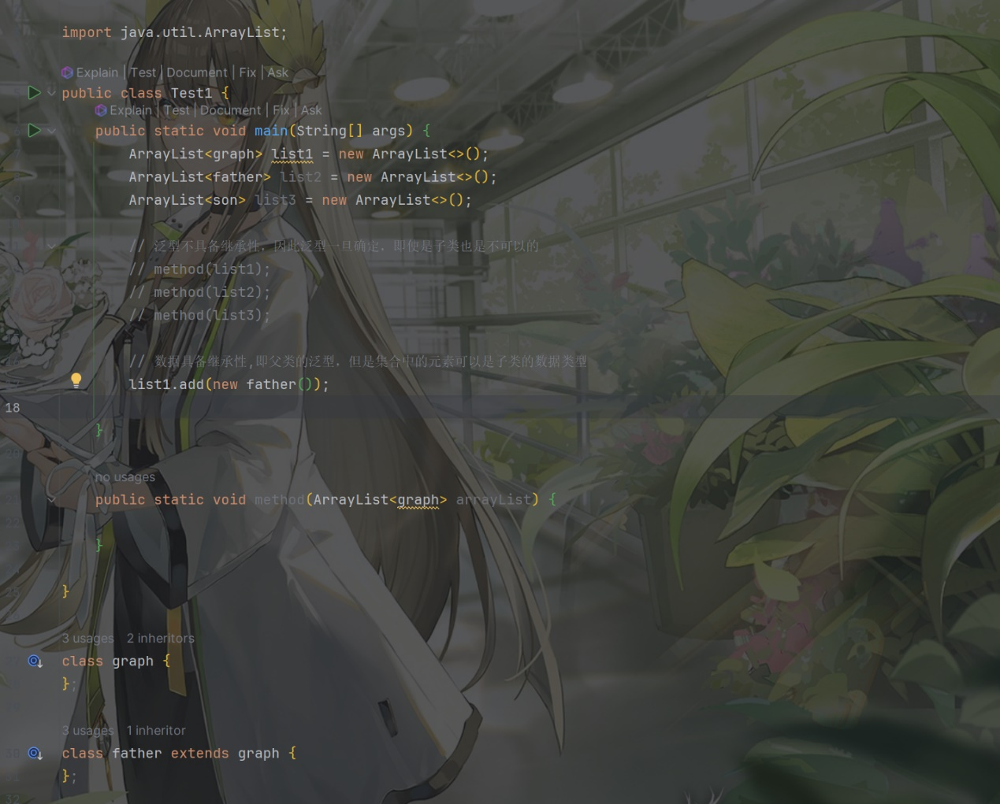 import java.util.ArrayList;
Explain | Test | Document | Fix | Ask
public class Test1 {
Explain | Test | Document | Fix | Ask
public static void main(String[] args) {
ArrayList<graph> list1 = new ArrayList<>();
ArrayList<father> list2 = new ArrayList<>();
ArrayList<son> list3 = new ArrayList<>();
// 泛型不具备继承性，因此泛型一旦确定，即使是子类也是不可以的
// method(list1);
// method(list2);
// method(list3);
// 数据具备继承性,即父类的泛型，但是集合中的元素可以是子类的数据类型
list1.add(new father());
18
}
no usages
public static void method(ArrayList<graph> arrayList) {
}
}
3 usages 2 inheritors
class graph {
};
3 usages 1 inheritor
class father extends graph {
};
32